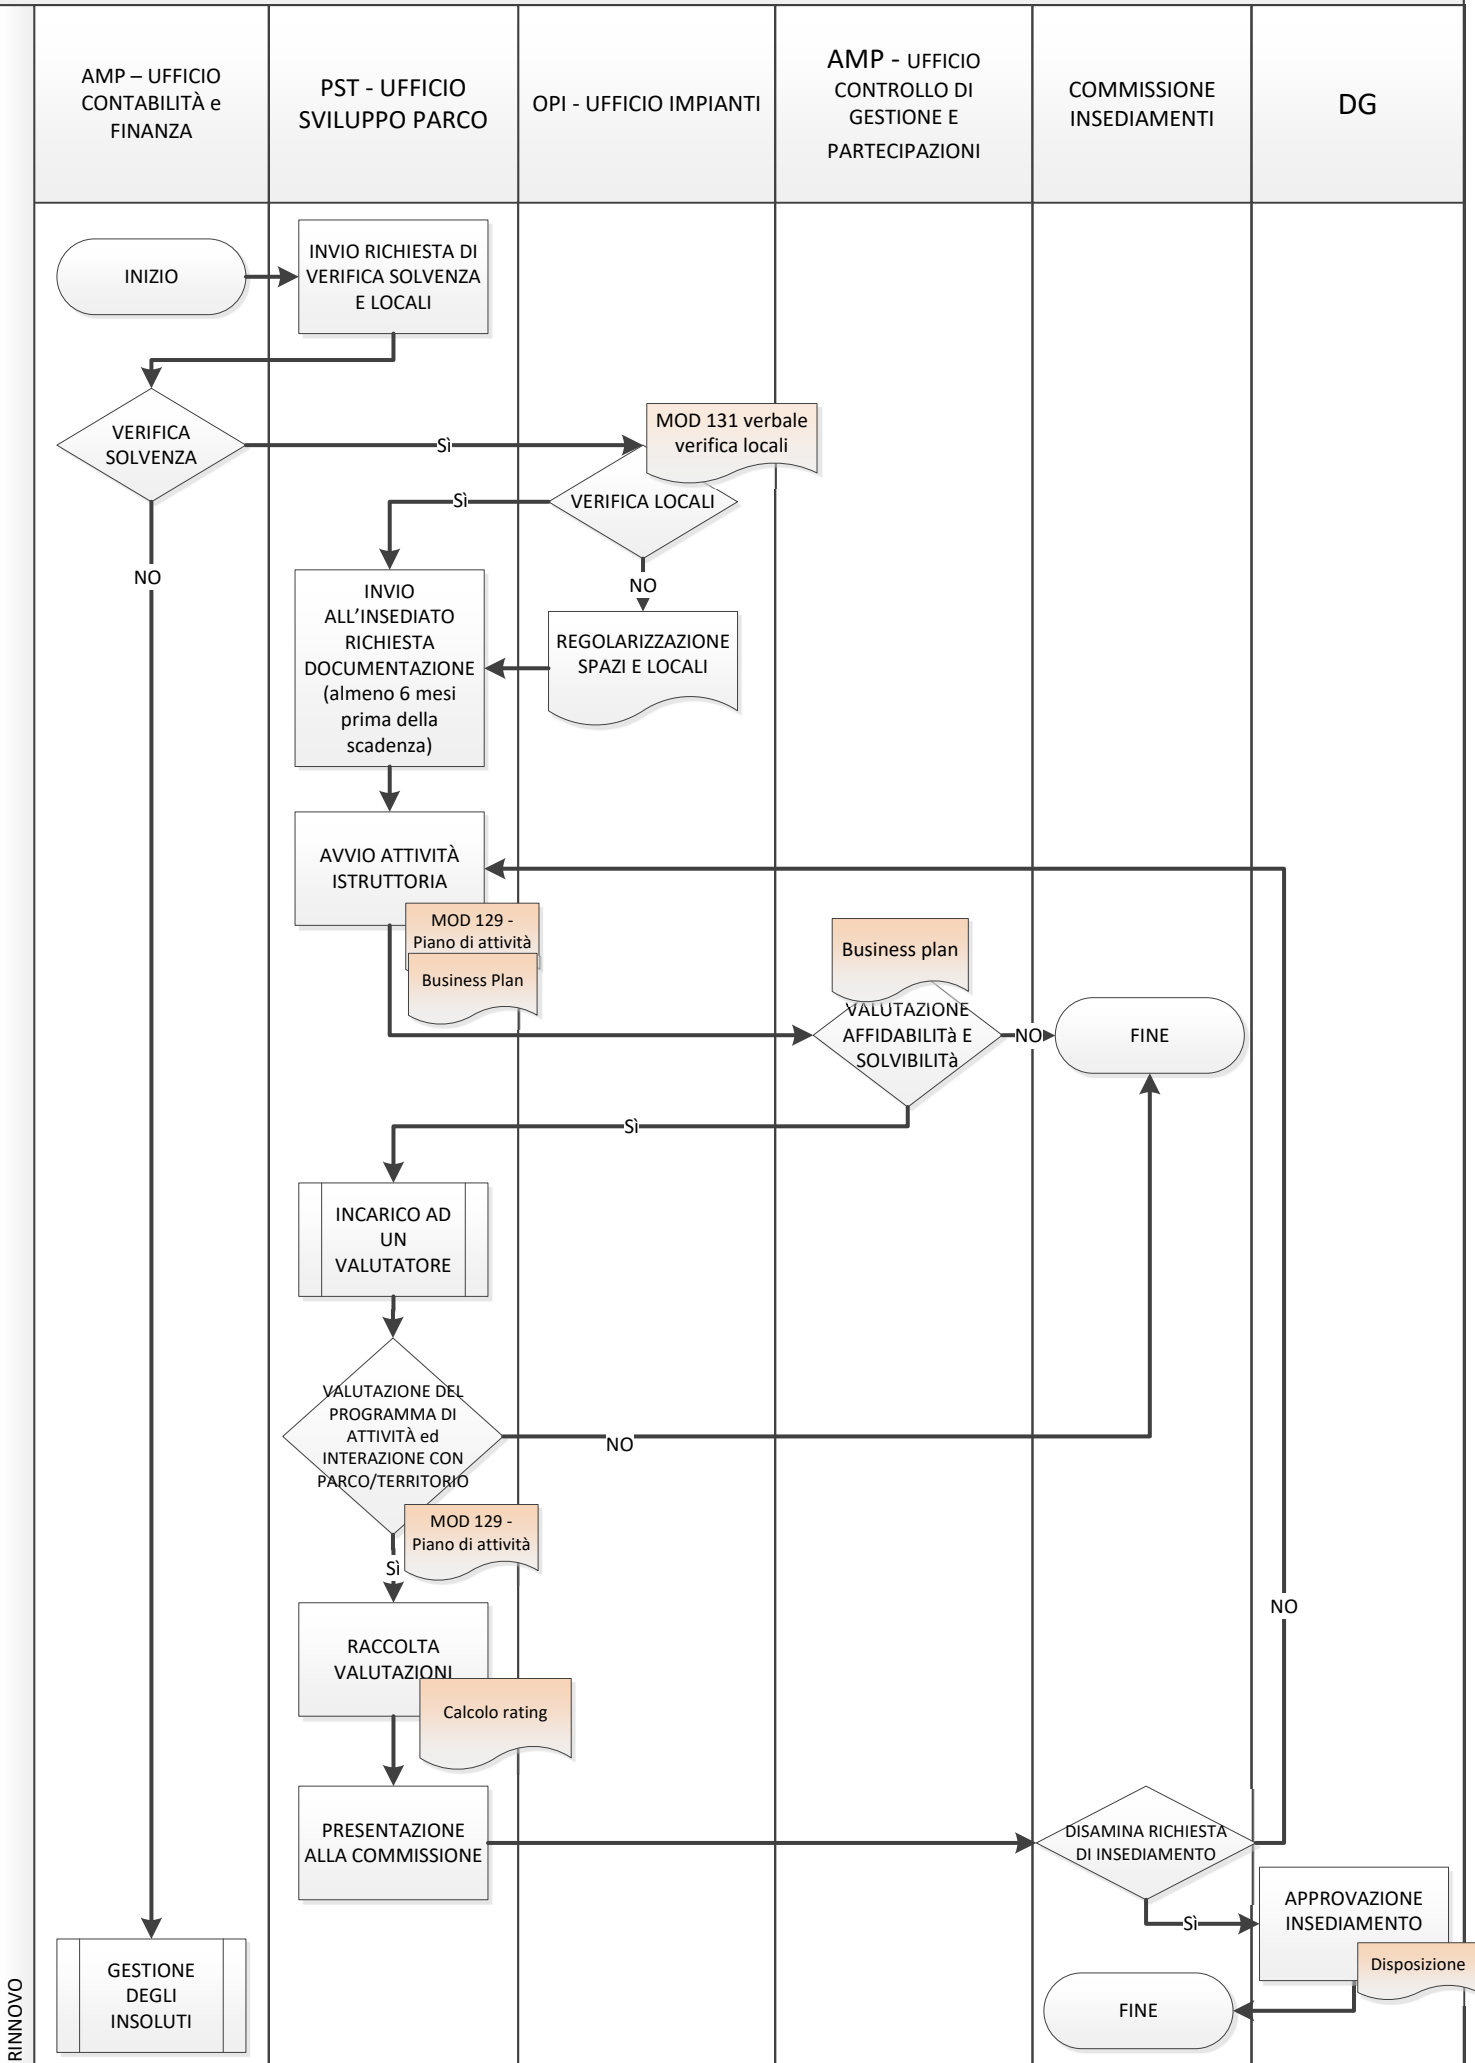 AMP – UFFICIO
CONTABILITÀ e
FINANZA
PST - UFFICIO
SVILUPPO PARCO
OPI - UFFICIO IMPIANTI
AMP - UFFICIO
CONTROLLO DI
GESTIONE E
PARTECIPAZIONI
COMMISSIONE
INSEDIAMENTI
DG
INIZIO
INVIO RICHIESTA DI
VERIFICA SOLVENZA
E LOCALI
VERIFICA
SOLVENZA
Sì
MOD 131 verbale
verifica locali
Sì
VERIFICA LOCALI
NO
NO
INVIO
ALL’INSEDIATO
RICHIESTA
DOCUMENTAZIONE
(almeno 6 mesi
prima della
scadenza)
REGOLARIZZAZIONE
SPAZI E LOCALI
AVVIO ATTIVITÀ
ISTRUTTORIA
MOD 129 -
Piano di attività
Business Plan
Business plan
VALUTAZIONE
AFFIDABILITà E
SOLVIBILITà
NO
FINE
Sì
INCARICO AD
UN
VALUTATORE
VALUTAZIONE DEL
PROGRAMMA DI
ATTIVITÀ ed
INTERAZIONE CON
PARCO/TERRITORIO
NO
MOD 129 -
Piano di attività
Sì
NO
RACCOLTA
VALUTAZIONI
Calcolo rating
PRESENTAZIONE
ALLA COMMISSIONE
DISAMINA RICHIESTA
DI INSEDIAMENTO
Sì
APPROVAZIONE
INSEDIAMENTO
Disposizione
GESTIONE
DEGLI
INSOLUTI
FINE
RINNOVO